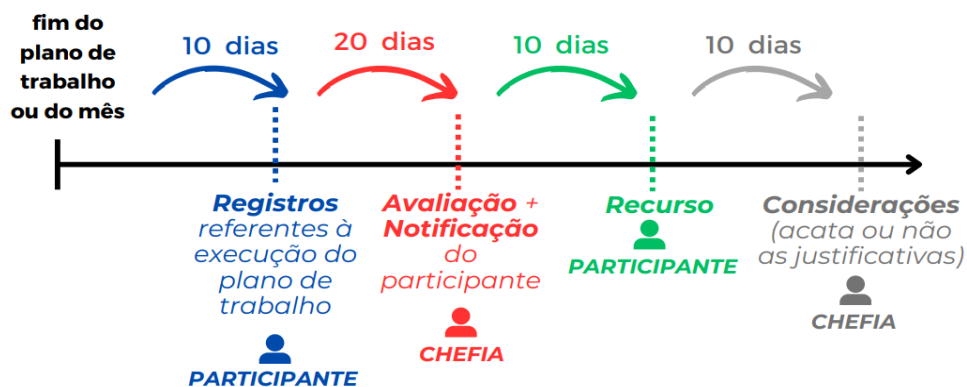 fim do
plano de
trabalho
ou do mês
10 dias
20 dias
10 dias
10 dias
Registros
referentes à
execução do
plano de
trabalho
PARTICIPANTE
Avaliação +
Notificação
do
participante
CHEFIA
Recurso
PARTICIPANTE
Considerações
(acata ou não
as justificativas)
CHEFIA